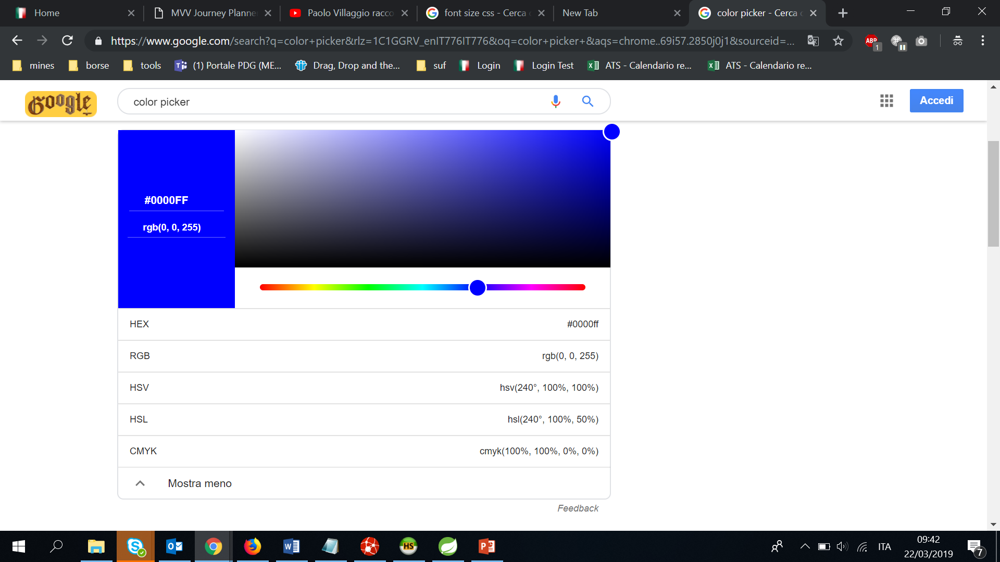 Home
MVV Journey Planne
Paolo Villaggio racco
font size css - Cerca
New Tab
color picker - Cerca
https://www.google.com/search?q=color+picker&rlz=1C1GGRV_enIT776IT776&oq=color+picker+&aqs=chrome..69i57.2850j0j1&sourceid=...
ABP
1
mines
borse
tools
(1) Portale PDG (ME...
Drag, Drop and the...
suf
Login
Login Test
ATS - Calendario re...
ATS - Calendario re...
Google
color picker
Accedi
#0000FF
rgb(0, 0, 255)
HEX #0000ff
RGB rgb(0, 0, 255)
HSV hsv(240°, 100%, 100%)
HSL hsl(240°, 100%, 50%)
CMYK cmyk(100%, 100%, 0%, 0%)
Mostra meno
Feedback
HS
ITA
09:42
22/03/2019
7